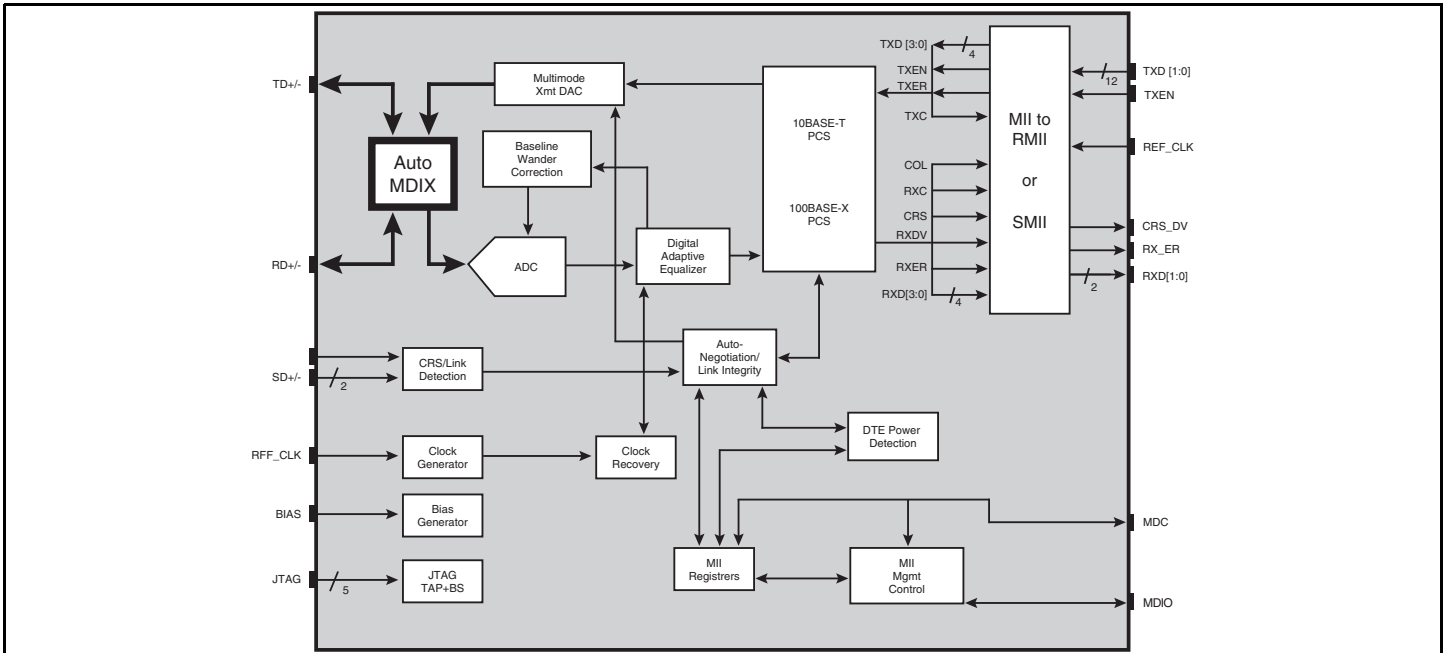 TD+/-
RD+/-
SD+/-
2
RFF_CLK
BIAS
JTAG
5
Auto
MDIX
Multimode
Xmt DAC
Baseline
Wander
Correction
ADC
Digital
Adaptive
Equalizer
10BASE-T
PCS
100BASE-X
PCS
CRS/Link
Detection
Clock
Generator
Bias
Generator
JTAG
TAP+BS
Auto-
Negotiation/
Link Integrity
Clock
Recovery
DTE Power
Detection
MII
Registrers
MII
Mgmt
Control
TXD [3:0]
4
TXEN
TXER
TXC
COL
RXC
CRS
RXDV
RXER
RXD[3:0]
4
MII to
RMII
or
SMII
TXD [1:0]
12
TXEN
REF_CLK
CRS_DV
RX_ER
RXD[1:0]
2
MDC
MDIO